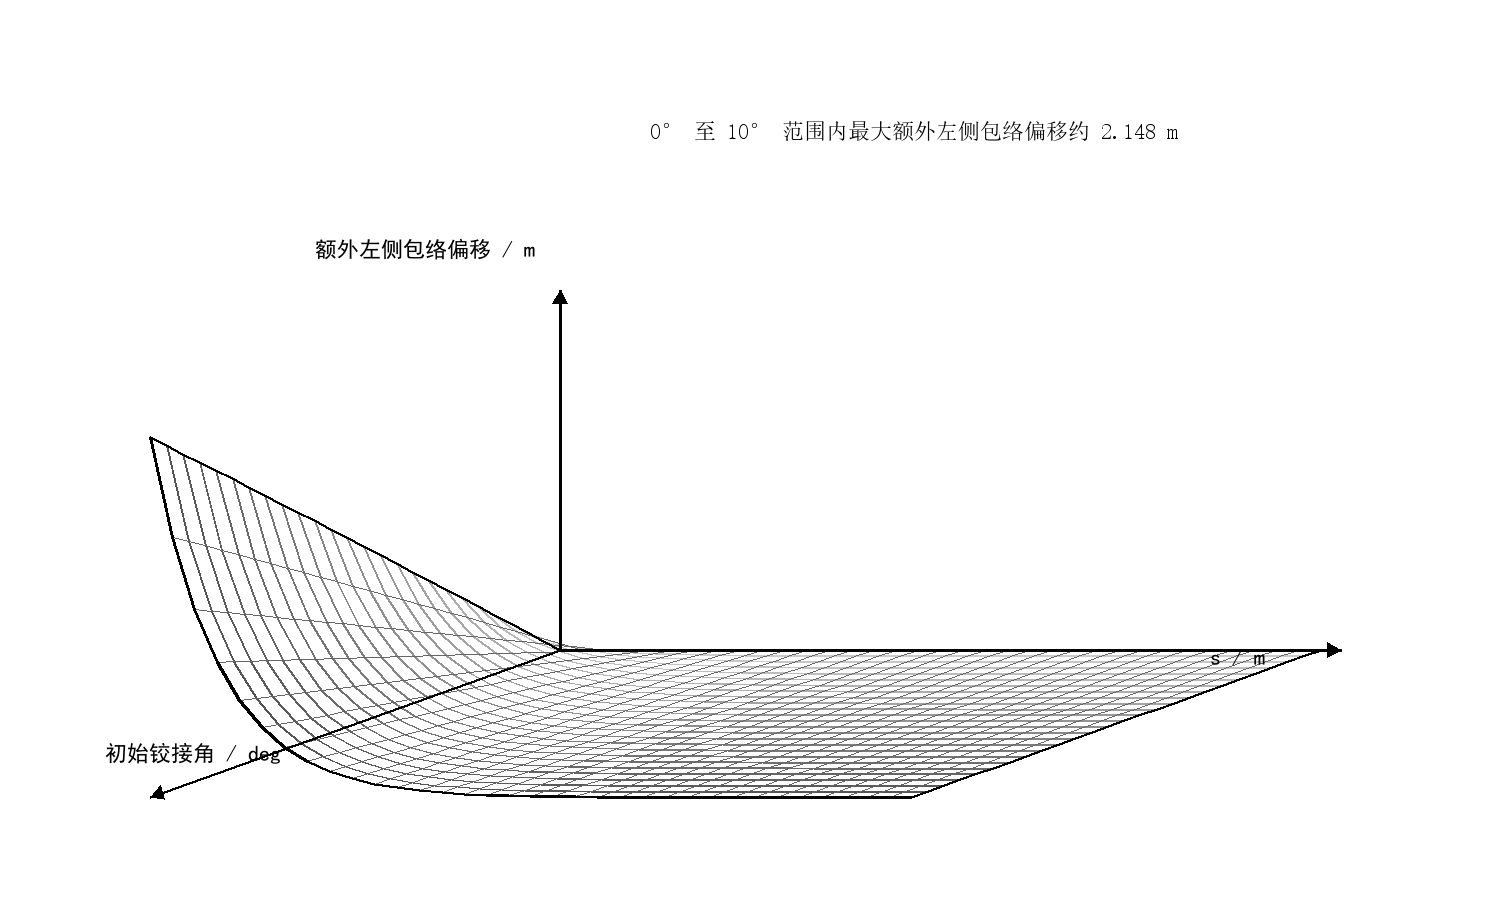 0° 至 10° 范围内最大额外左侧包络偏移约 2.148 m
额外左侧包络偏移 / m
s / m
初始铰接角 / deg